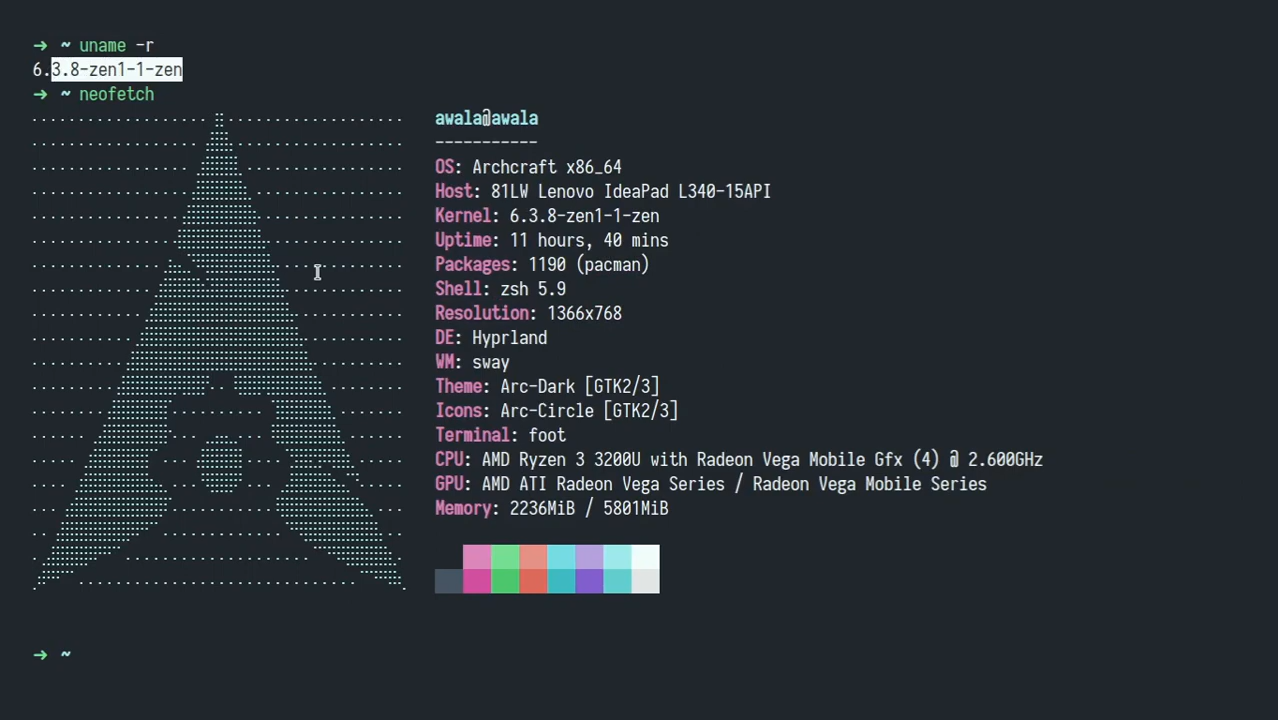 → ~ uname -r
6.3.8-zen1-1-zen
→ ~ neofetch
awala@awala
-----------
OS: Archcraft x86_64
Host: 81LW Lenovo IdeaPad L340-15API
Kernel: 6.3.8-zen1-1-zen
Uptime: 11 hours, 40 mins
Packages: 1190 (pacman)
Shell: zsh 5.9
Resolution: 1366x768
DE: Hyprland
WM: sway
Theme: Arc-Dark [GTK2/3]
Icons: Arc-Circle [GTK2/3]
Terminal: foot
CPU: AMD Ryzen 3 3200U with Radeon Vega Mobile Gfx (4) @ 2.600GHz
GPU: AMD ATI Radeon Vega Series / Radeon Vega Mobile Series
Memory: 2236MiB / 5801MiB
→ ~